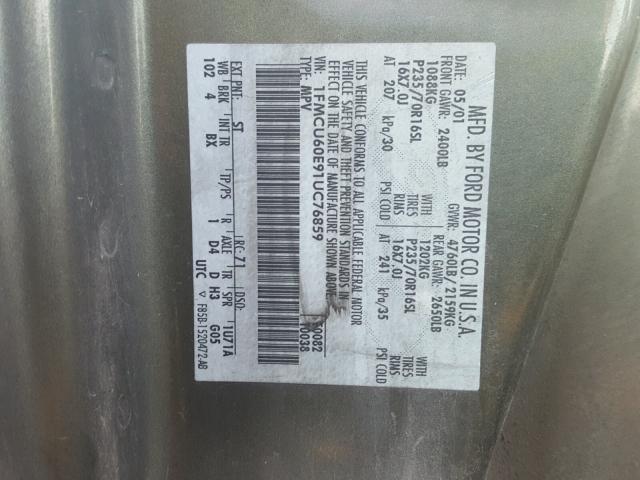 MFD. BY FORD MOTOR CO. IN U.S.A.
DATE: 05/01 GVWR: 4760LB / 2159KG
FRONT GAWR: 2400LB REAR GAWR: 2650LB
1088KG WITH 1202KG WITH
P235/70R16SL TIRES P235/70R16SL TIRES
16X7.0J RIMS 16X7.0J RIMS
AT 207 kPa/30 PSI COLD AT 241 kPa/35 PSI COLD
THIS VEHICLE CONFORMS TO ALL APPLICABLE FEDERAL MOTOR
VEHICLE SAFETY AND THEFT PREVENTION STANDARDS IN
EFFECT ON THE DATE OF MANUFACTURE SHOWN ABOVE
VIN: 1FMCU60E91UC76859
TYPE: MPV
EXT PNT: ST RC: 71 DSO:
WB BRK INT TR TP/PS R AXLE TR SPR
102 4 BX 1 D4 D H3 G05
1U71A
UTC ▽ F85B-1520472-AB